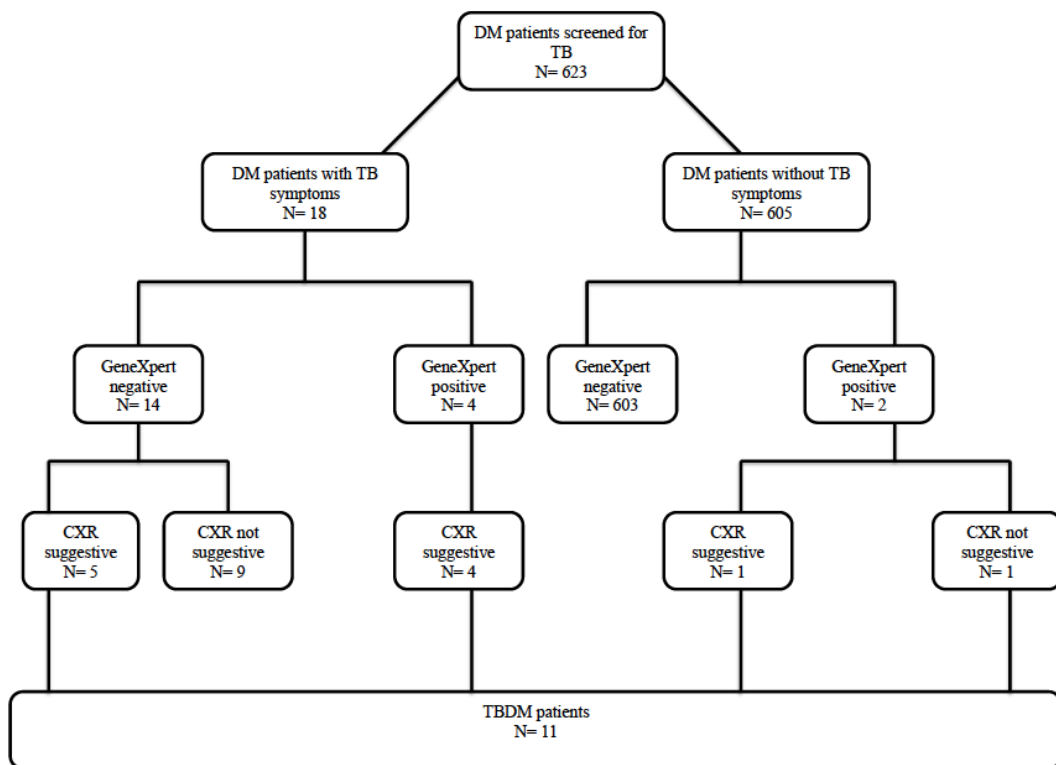 DM patients screened for
TB
N= 623
DM patients with TB
symptoms
N= 18
DM patients without TB
symptoms
N= 605
GeneXpert
negative
N= 14
GeneXpert
positive
N= 4
GeneXpert
negative
N= 603
GeneXpert
positive
N= 2
CXR
suggestive
N= 5
CXR not
suggestive
N= 9
CXR
suggestive
N= 4
CXR
suggestive
N= 1
CXR not
suggestive
N= 1
TBDM patients
N= 11